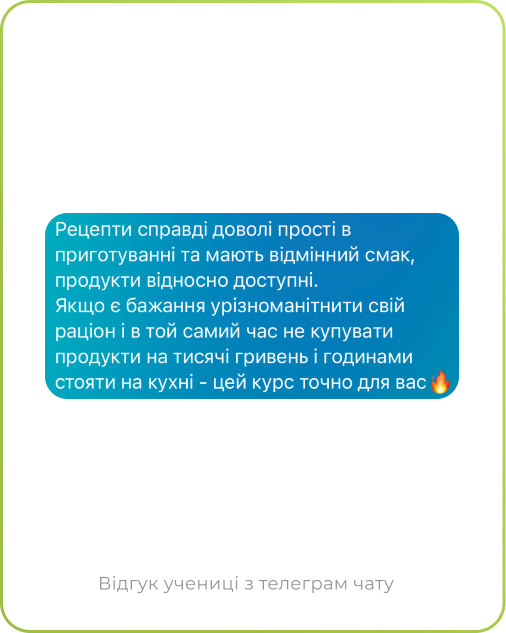 Рецепти справді доволі прості в
приготуванні та мають відмінний смак,
продукти відносно доступні.
Якщо є бажання урізноманітнити свій
раціон і в той самий час не купувати
продукти на тисячі гривень і годинами
стояти на кухні - цей курс точно для вас🔥
Відгук учениці з телеграм чату